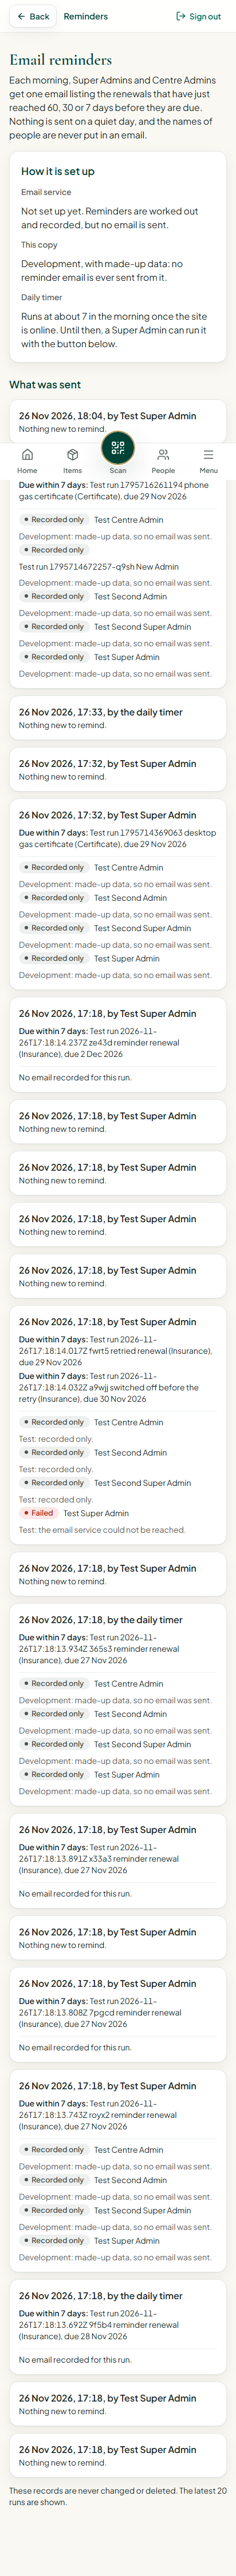 Back
Reminders
Sign out
Email reminders
Each morning, Super Admins and Centre Admins
get one email listing the renewals that have just
reached 60, 30 or 7 days before they are due.
Nothing is sent on a quiet day, and the names of
people are never put in an email.
How it is set up
Email service
Not set up yet. Reminders are worked out
and recorded, but no email is sent.
This copy
Development, with made-up data: no
reminder email is ever sent from it.
Daily timer
Runs at about 7 in the morning once the site
is online. Until then, a Super Admin can run it
with the button below.
What was sent
26 Nov 2026, 18:04, by Test Super Admin
Nothing new to remind.
Home
Items
Scan
People
Menu
Due within 7 days: Test run 1795716261194 phone
gas certificate (Certificate), due 29 Nov 2026
Recorded only Test Centre Admin
Development: made-up data, so no email was sent.
Recorded only
Test run 1795714672257-q9sh New Admin
Development: made-up data, so no email was sent.
Recorded only Test Second Admin
Development: made-up data, so no email was sent.
Recorded only Test Second Super Admin
Development: made-up data, so no email was sent.
Recorded only Test Super Admin
Development: made-up data, so no email was sent.
26 Nov 2026, 17:33, by the daily timer
Nothing new to remind.
26 Nov 2026, 17:32, by Test Super Admin
Nothing new to remind.
26 Nov 2026, 17:32, by Test Super Admin
Due within 7 days: Test run 1795714369063 desktop
gas certificate (Certificate), due 29 Nov 2026
Recorded only Test Centre Admin
Development: made-up data, so no email was sent.
Recorded only Test Second Admin
Development: made-up data, so no email was sent.
Recorded only Test Second Super Admin
Development: made-up data, so no email was sent.
Recorded only Test Super Admin
Development: made-up data, so no email was sent.
26 Nov 2026, 17:18, by Test Super Admin
Due within 7 days: Test run 2026-11-
26T17:18:14.237Z ze43d reminder renewal
(Insurance), due 2 Dec 2026
No email recorded for this run.
26 Nov 2026, 17:18, by Test Super Admin
Nothing new to remind.
26 Nov 2026, 17:18, by Test Super Admin
Nothing new to remind.
26 Nov 2026, 17:18, by Test Super Admin
Nothing new to remind.
26 Nov 2026, 17:18, by Test Super Admin
Nothing new to remind.
26 Nov 2026, 17:18, by Test Super Admin
Due within 7 days: Test run 2026-11-
26T17:18:14.017Z fwrt5 retried renewal (Insurance),
due 29 Nov 2026
Due within 7 days: Test run 2026-11-
26T17:18:14.032Z a9wjj switched off before the
retry (Insurance), due 30 Nov 2026
Recorded only Test Centre Admin
Test: recorded only.
Recorded only Test Second Admin
Test: recorded only.
Recorded only Test Second Super Admin
Test: recorded only.
Failed Test Super Admin
Test: the email service could not be reached.
26 Nov 2026, 17:18, by Test Super Admin
Nothing new to remind.
26 Nov 2026, 17:18, by the daily timer
Due within 7 days: Test run 2026-11-
26T17:18:13.934Z 365s3 reminder renewal
(Insurance), due 27 Nov 2026
Recorded only Test Centre Admin
Development: made-up data, so no email was sent.
Recorded only Test Second Admin
Development: made-up data, so no email was sent.
Recorded only Test Second Super Admin
Development: made-up data, so no email was sent.
Recorded only Test Super Admin
Development: made-up data, so no email was sent.
26 Nov 2026, 17:18, by Test Super Admin
Due within 7 days: Test run 2026-11-
26T17:18:13.891Z x33a3 reminder renewal
(Insurance), due 27 Nov 2026
No email recorded for this run.
26 Nov 2026, 17:18, by Test Super Admin
Nothing new to remind.
26 Nov 2026, 17:18, by Test Super Admin
Due within 7 days: Test run 2026-11-
26T17:18:13.808Z 7pgcd reminder renewal
(Insurance), due 27 Nov 2026
No email recorded for this run.
26 Nov 2026, 17:18, by Test Super Admin
Due within 7 days: Test run 2026-11-
26T17:18:13.743Z royx2 reminder renewal
(Insurance), due 27 Nov 2026
Recorded only Test Centre Admin
Development: made-up data, so no email was sent.
Recorded only Test Second Admin
Development: made-up data, so no email was sent.
Recorded only Test Second Super Admin
Development: made-up data, so no email was sent.
Recorded only Test Super Admin
Development: made-up data, so no email was sent.
26 Nov 2026, 17:18, by the daily timer
Due within 7 days: Test run 2026-11-
26T17:18:13.692Z 9f5b4 reminder renewal
(Insurance), due 28 Nov 2026
No email recorded for this run.
26 Nov 2026, 17:18, by Test Super Admin
Nothing new to remind.
26 Nov 2026, 17:18, by Test Super Admin
Nothing new to remind.
These records are never changed or deleted. The latest 20
runs are shown.